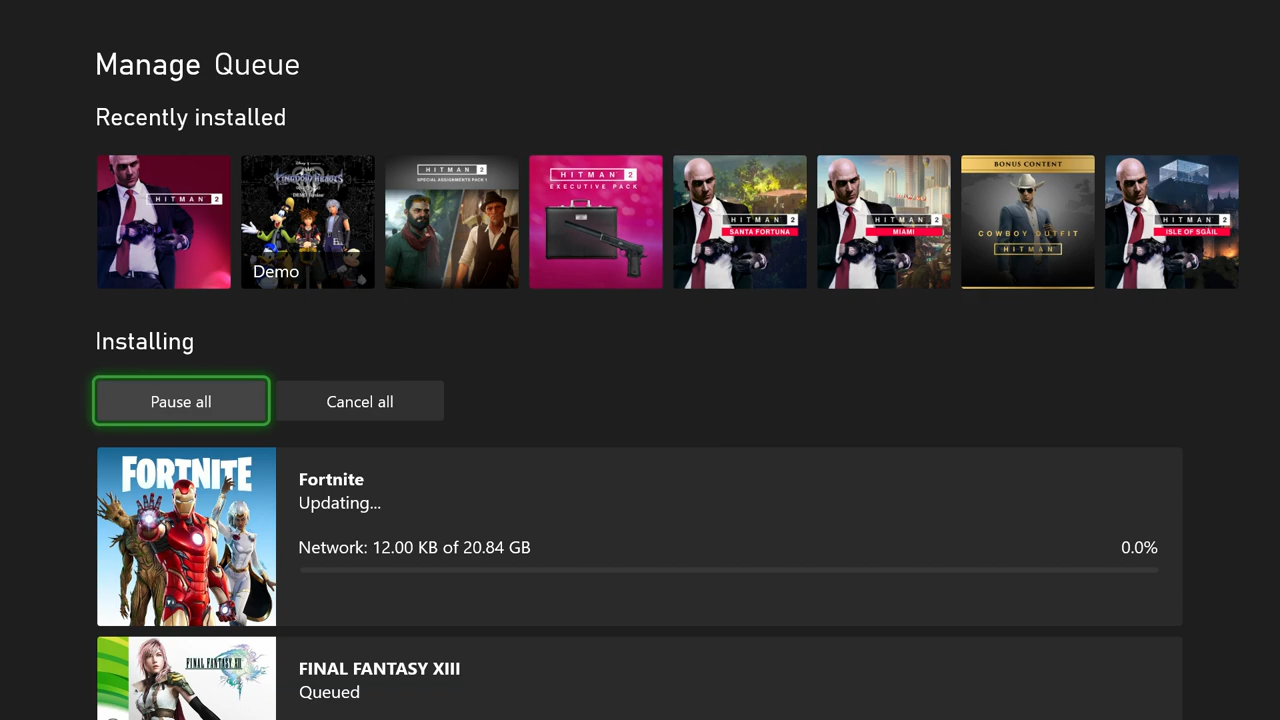 Manage Queue
Recently installed
HITMAN 2
Disney
KINGDOM HEARTS
Demo
HITMAN 2
SPECIAL ASSIGNMENTS PACK 1
HITMAN 2
EXECUTIVE PACK
HITMAN 2
SANTA FORTUNA
HITMAN 2
MIAMI
BONUS CONTENT
COWBOY OUTFIT
HITMAN
HITMAN 2
ISLE OF SGÀIL
Installing
Pause all
Cancel all
FORTNITE
Fortnite
Updating...
Network: 12.00 KB of 20.84 GB
0.0%
FINAL FANTASY XIII
FINAL FANTASY XIII
Queued